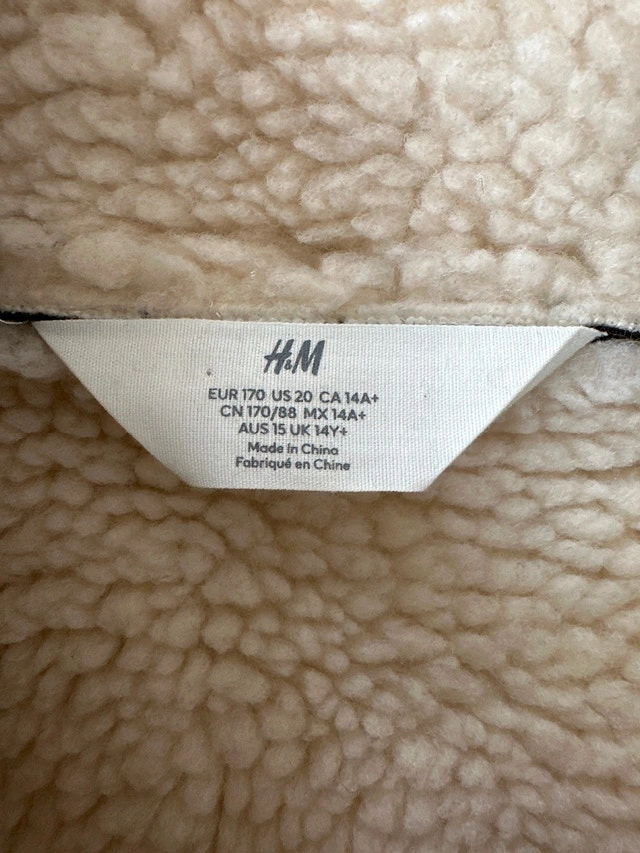 H&M
EUR 170 US 20 CA 14A+
CN 170/88 MX 14A+
AUS 15 UK 14Y+
Made in China
Fabriqué en Chine